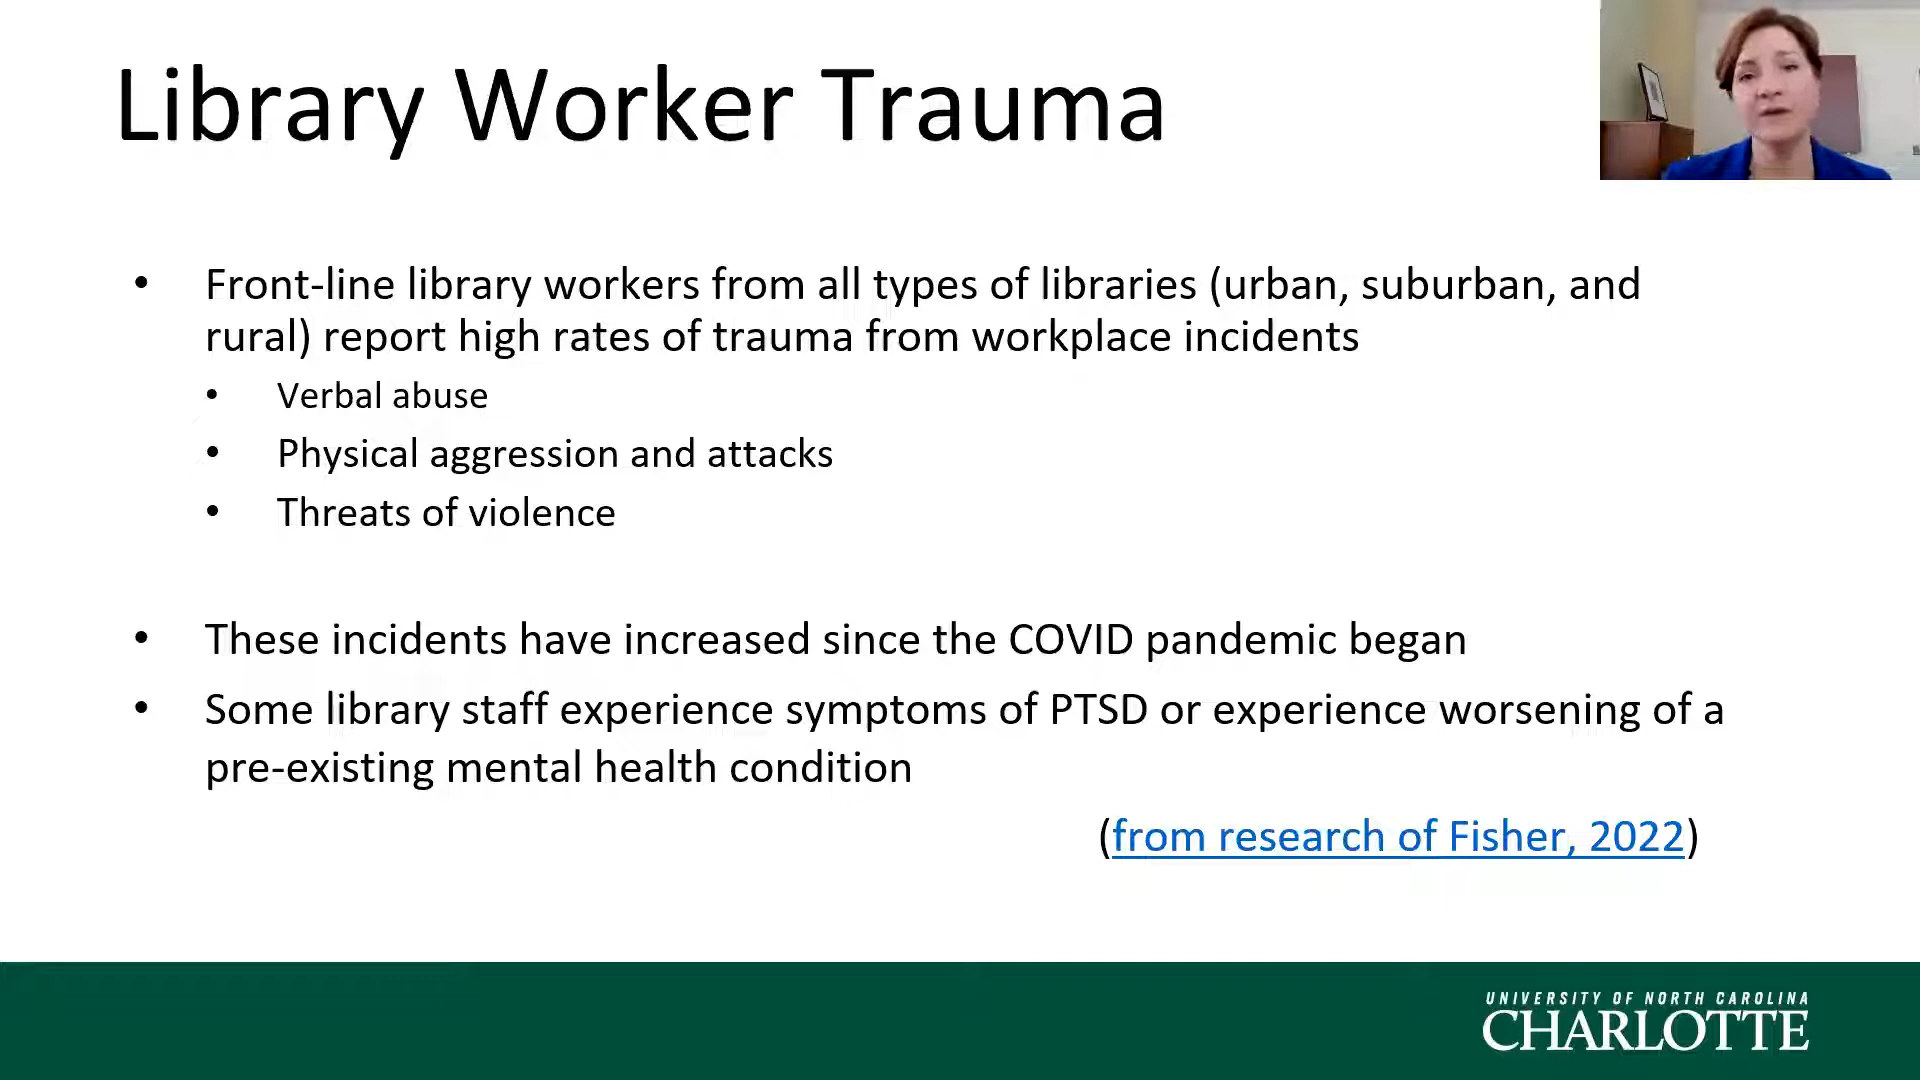 Library Worker Trauma
• Front-line library workers from all types of libraries (urban, suburban, and
rural) report high rates of trauma from workplace incidents
• Verbal abuse
• Physical aggression and attacks
• Threats of violence
• These incidents have increased since the COVID pandemic began
• Some library staff experience symptoms of PTSD or experience worsening of a
pre-existing mental health condition
(from research of Fisher, 2022)
UNIVERSITY OF NORTH CAROLINA
CHARLOTTE